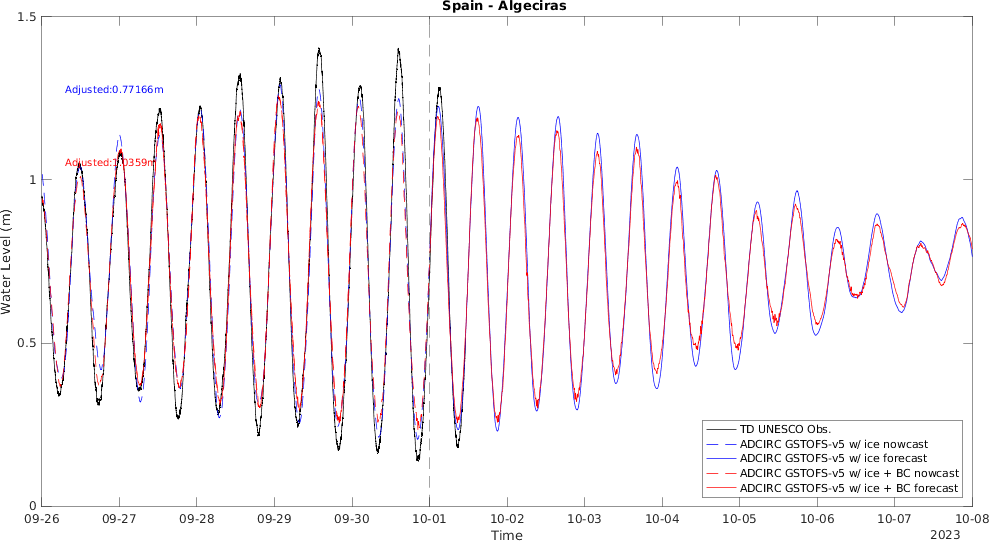 Spain - Algeciras
1.5
Adjusted:0.77166m
Adjusted:1.0359m
1
Water Level (m)
0.5
TD UNESCO Obs.
ADCIRC GSTOFS-v5 w/ ice nowcast
ADCIRC GSTOFS-v5 w/ ice forecast
ADCIRC GSTOFS-v5 w/ ice + BC nowcast
ADCIRC GSTOFS-v5 w/ ice + BC forecast
0
09-26 09-27 09-28 09-29 09-30 10-01 10-02 10-03 10-04 10-05 10-06 10-07 10-08
Time
2023